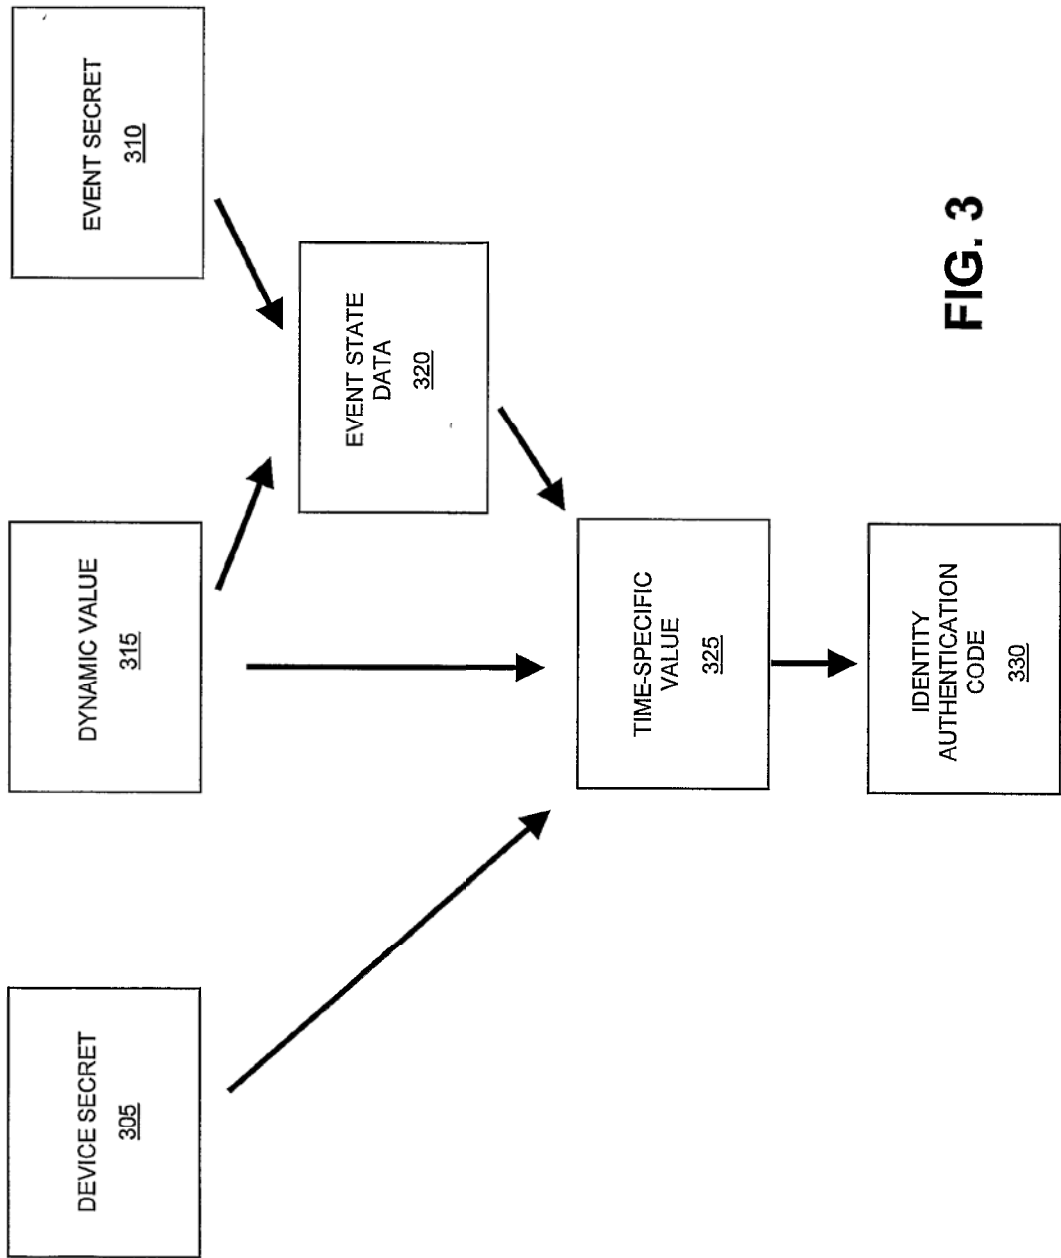 DEVICE SECRET
305
DYNAMIC VALUE
315
EVENT SECRET
310
EVENT STATE
DATA
320
TIME-SPECIFIC
VALUE
325
IDENTITY
AUTHENTICATION
CODE
330
FIG. 3